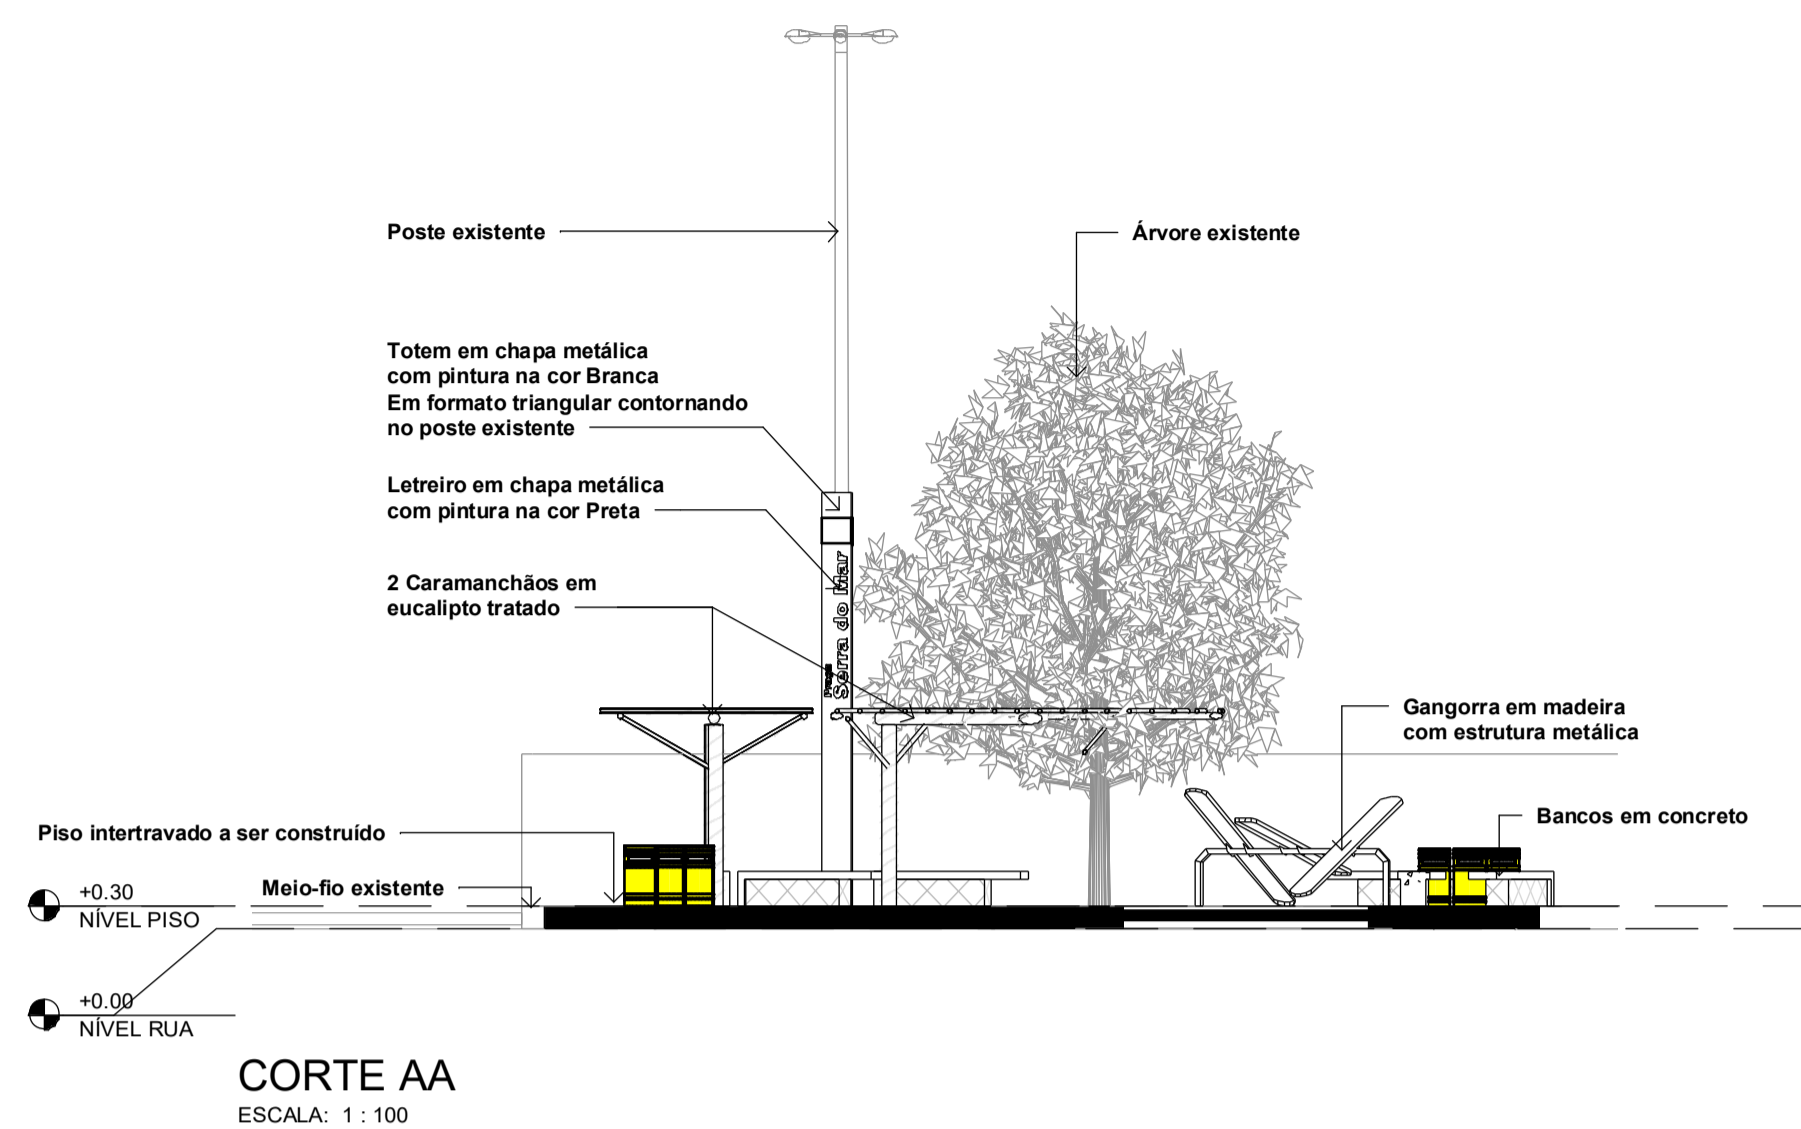 Poste existente
Árvore existente
Totem em chapa metálica
com pintura na cor Branca
Em formato triangular contornando
no poste existente
Letreiro em chapa metálica
com pintura na cor Preta
2 Caramanchãos em
eucalipto tratado
Praça
Serra do Mar
Gangorra em madeira
com estrutura metálica
Bancos em concreto
Piso intertravado a ser construído
Meio-fio existente
+0.30
NÍVEL PISO
+0.00
NÍVEL RUA
CORTE AA
ESCALA: 1 : 100